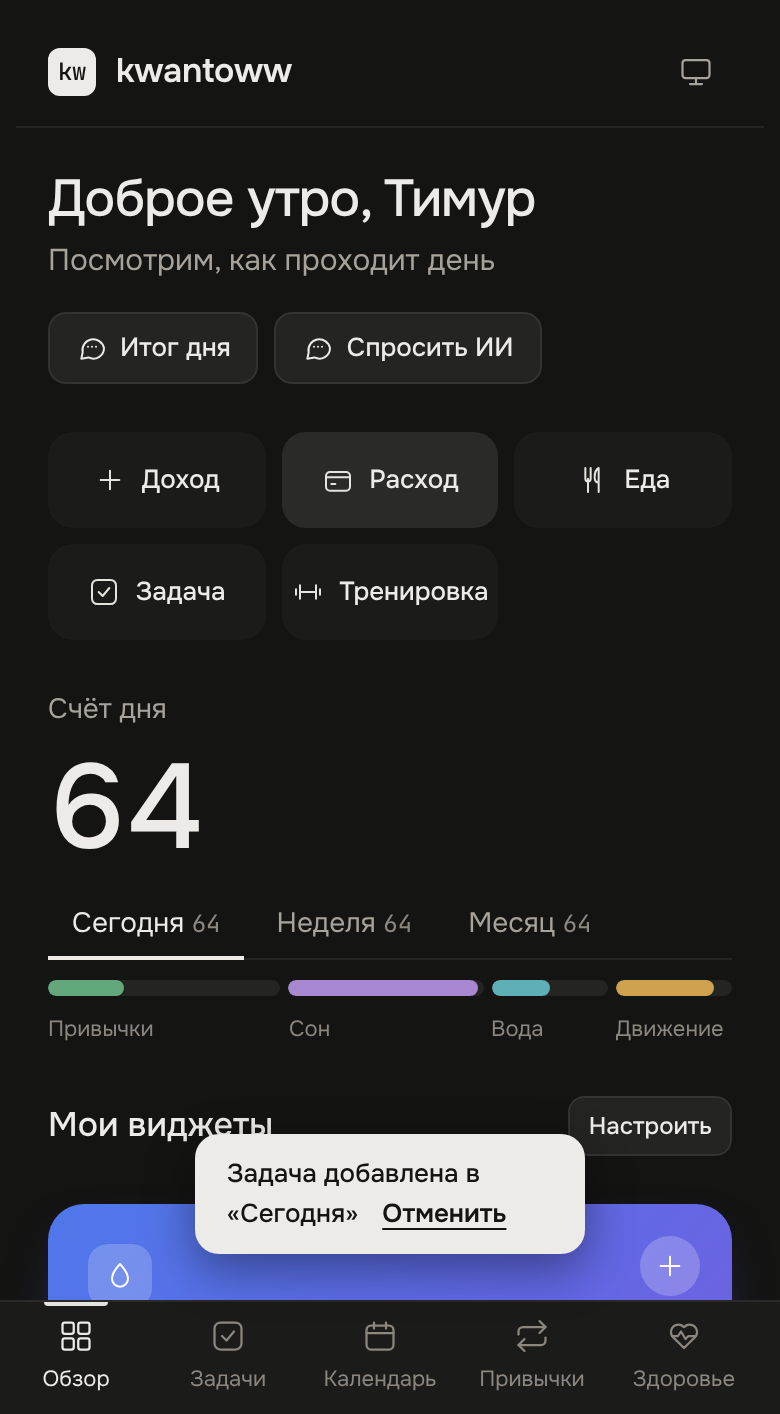 kw kwantoww
Доброе утро, Тимур
Посмотрим, как проходит день
Итог дня Спросить ИИ
Доход Расход Еда
Задача Тренировка
Счёт дня
64
Сегодня 64 Неделя 64 Месяц 64
Привычки Сон Вода Движение
Мои виджеты Настроить
Задача добавлена в
«Сегодня» Отменить
Обзор Задачи Календарь Привычки Здоровье